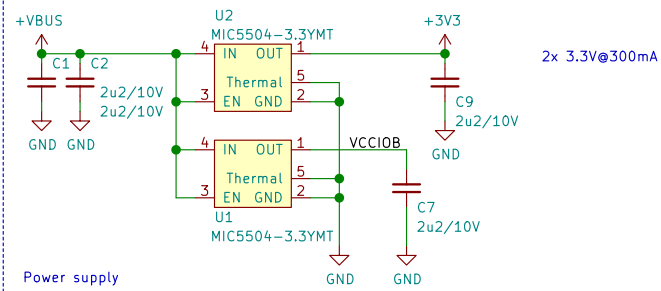 U2
+VBUS
MIC5504-3.3YMT
+3V3
4 IN OUT 1
2x 3.3V@300mA
C1 C2
Thermal 5
2u2/10V
3 EN GND 2
C9
2u2/10V
2u2/10V
GND GND
4 IN OUT 1
VCCIOB
GND
Thermal 5
3 EN GND 2
C7
U1
2u2/10V
MIC5504-3.3YMT
Power supply
GND
GND